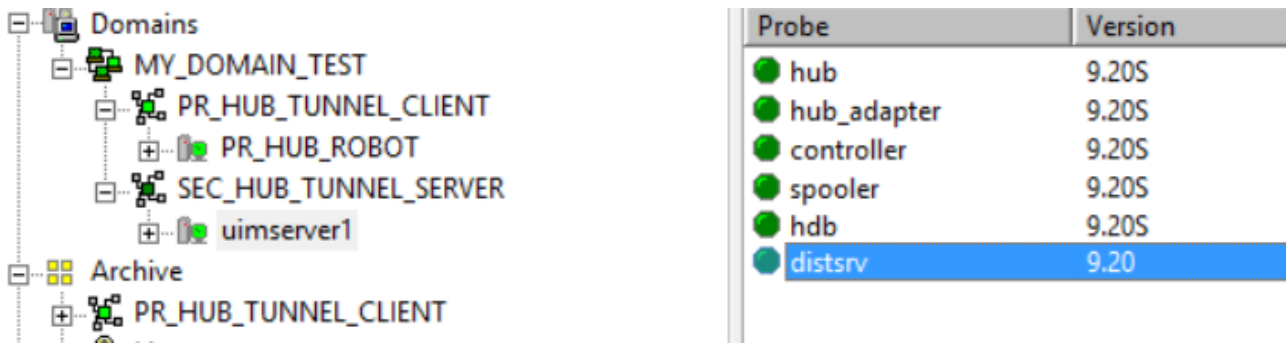 Domains
MY_DOMAIN_TEST
PR_HUB_TUNNEL_CLIENT
PR_HUB_ROBOT
SEC_HUB_TUNNEL_SERVER
uimserver1
Archive
PR_HUB_TUNNEL_CLIENT
Probe Version
hub 9.20S
hub_adapter 9.20S
controller 9.20S
spooler 9.20S
hdb 9.20S
distsrv 9.20